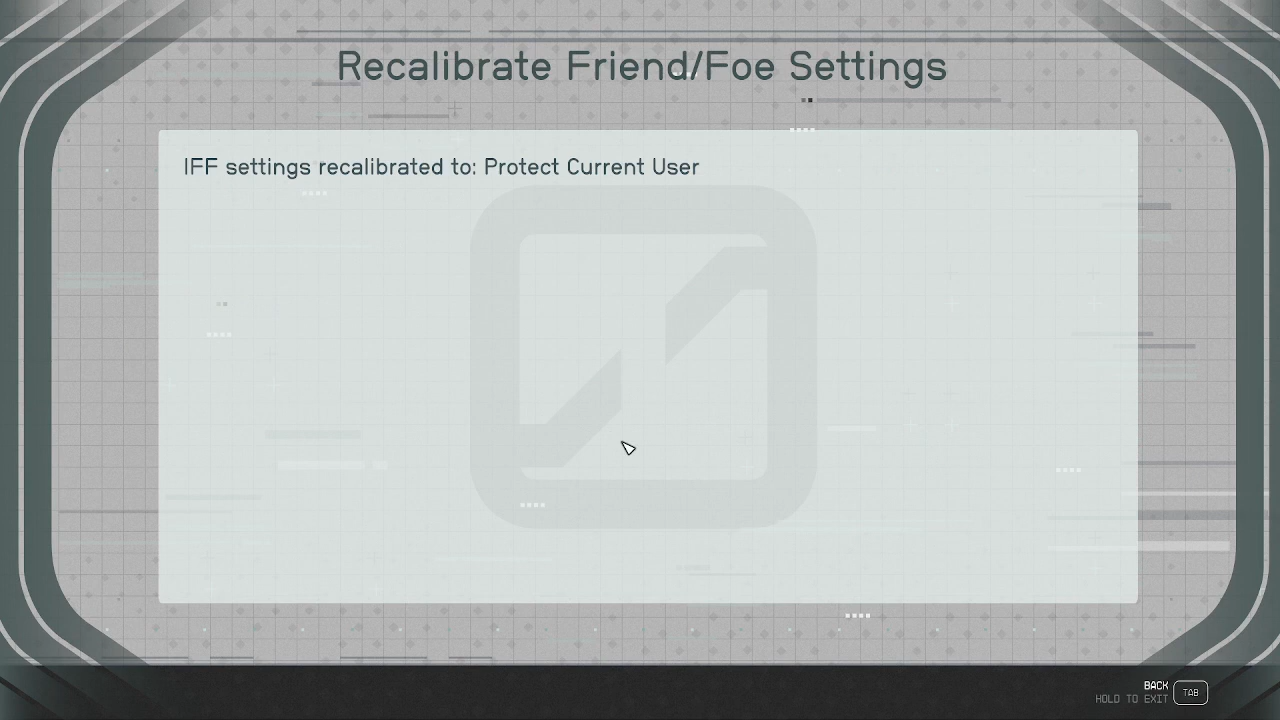 Recalibrate Friend/Foe Settings
IFF settings recalibrated to: Protect Current User
BACK
HOLD TO EXIT
TAB